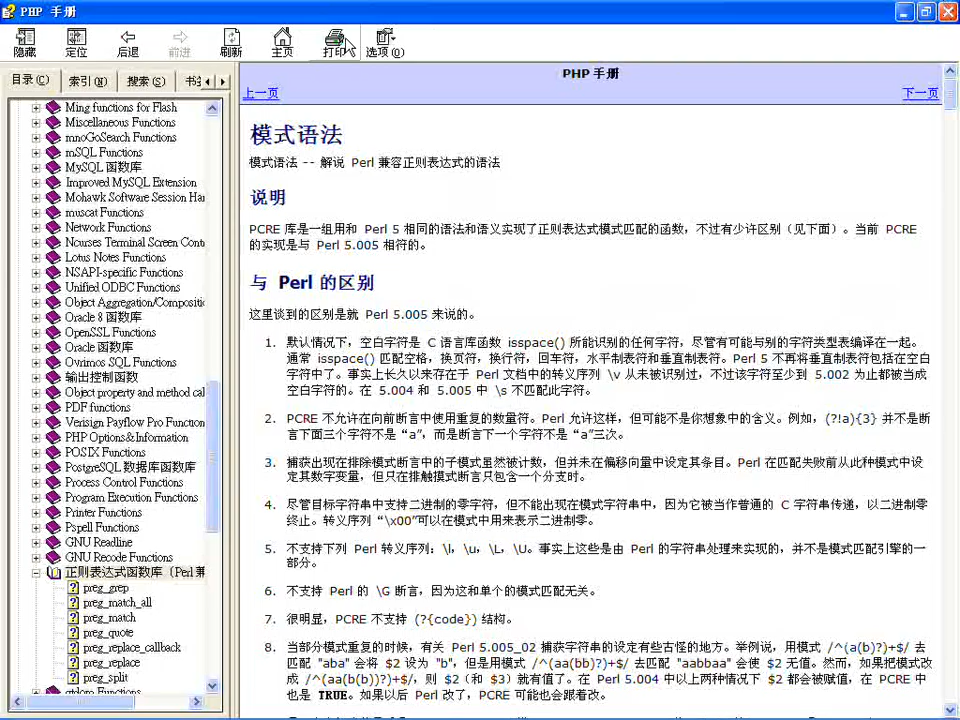 PHP 手册
隐藏 定位 后退 前进 刷新 主页 打印 选项(O)
目录(C) 索引(N) 搜索(S)
Ming functions for Flash
Miscellaneous Functions
mnoGoSearch Functions
mSQL Functions
MySQL 函数库
Improved MySQL Extension
Mohawk Software Session Har
muscat Functions
Network Functions
Ncurses Terminal Screen Cont
Lotus Notes Functions
NSAPI-specific Functions
Unified ODBC Functions
Object Aggregation/Compositio
Oracle 8 函数库
OpenSSL Functions
Oracle 函数库
Ovrimos SQL Functions
输出控制函数
Object property and method cal
PDF functions
Verisign Payflow Pro Function
PHP Options&Information
POSIX Functions
PostgreSQL 数据库函数
Process Control Functions
Program Execution Functions
Printer Functions
Pspell Functions
GNU Readline
GNU Recode Functions
正则表达式函数库（Perl 兼
preg_grep
preg_match_all
preg_match
preg_quote
preg_replace_callback
preg_replace
preg_split
PHP 手册
上一页 下一页
模式语法
模式语法 -- 解说 Perl 兼容正则表达式的语法
说明
PCRE 库是一组用和 Perl 5 相同的语法和语义实现了正则表达式模式匹配的函数，不过有少许区别（见下面）。当前 PCRE
的实现是与 Perl 5.005 相符的。
与 Perl 的区别
这里谈到的区别是就 Perl 5.005 来说的。
1. 默认情况下，空白字符是 C 语言库函数 isspace() 所能识别的任何字符，尽管有可能与别的字符类型表编译在一起。
通常 isspace() 匹配空格，换页符，换行符，回车符，水平制表符和垂直制表符。Perl 5 不再将垂直制表符包括在空白
字符中了。事实上长久以来存在于 Perl 文档中的转义序列 \v 从未被识别过，不过该字符至少到 5.002 为止都被当成
空白字符的。在 5.004 和 5.005 中 \s 不匹配此字符。
2. PCRE 不允许在向前断言中使用重复的数量符。Perl 允许这样，但可能不是你想象中的含义。例如，(?!a){3} 并不是断
言下面三个字符不是“a”，而是断言下一个字符不是“a”三次。
3. 捕获出现在排除模式断言中的子模式虽然被计数，但并未在偏移向量中设定其条目。Perl 在匹配失败前从此种模式中设
定其数字变量，但只在排除模式断言只包含一个分支时。
4. 尽管目标字符串中支持二进制的零字符，但不能出现在模式字符串中，因为它被当作普通的 C 字符串传递，以二进制零
终止。转义序列“\x00”可以在模式中用来表示二进制零。
5. 不支持下列 Perl 转义序列：\l，\u，\L，\U。事实上这些是由 Perl 的字符串处理来实现的，并不是模式匹配引擎的一
部分。
6. 不支持 Perl 的 \G 断言，因为这和单个的模式匹配无关。
7. 很明显，PCRE 不支持 (?{code}) 结构。
8. 当部分模式重复的时候，有关 Perl 5.005_02 捕获字符串的设定有些古怪的地方。举例说，用模式 /^(a(b)?)+$/ 去
匹配 "aba" 会将 $2 设为 "b"，但是用模式 /^(aa(bb)?)+$/ 去匹配 "aabbaa" 会使 $2 无值。然而，如果把模式改
成 /^(aa(b(b))?)+$/，则 $2（和 $3）就有值了。在 Perl 5.004 中以上两种情况下 $2 都会被赋值，在 PCRE 中
也是 TRUE。如果以后 Perl 改了，PCRE 可能也会跟着改。